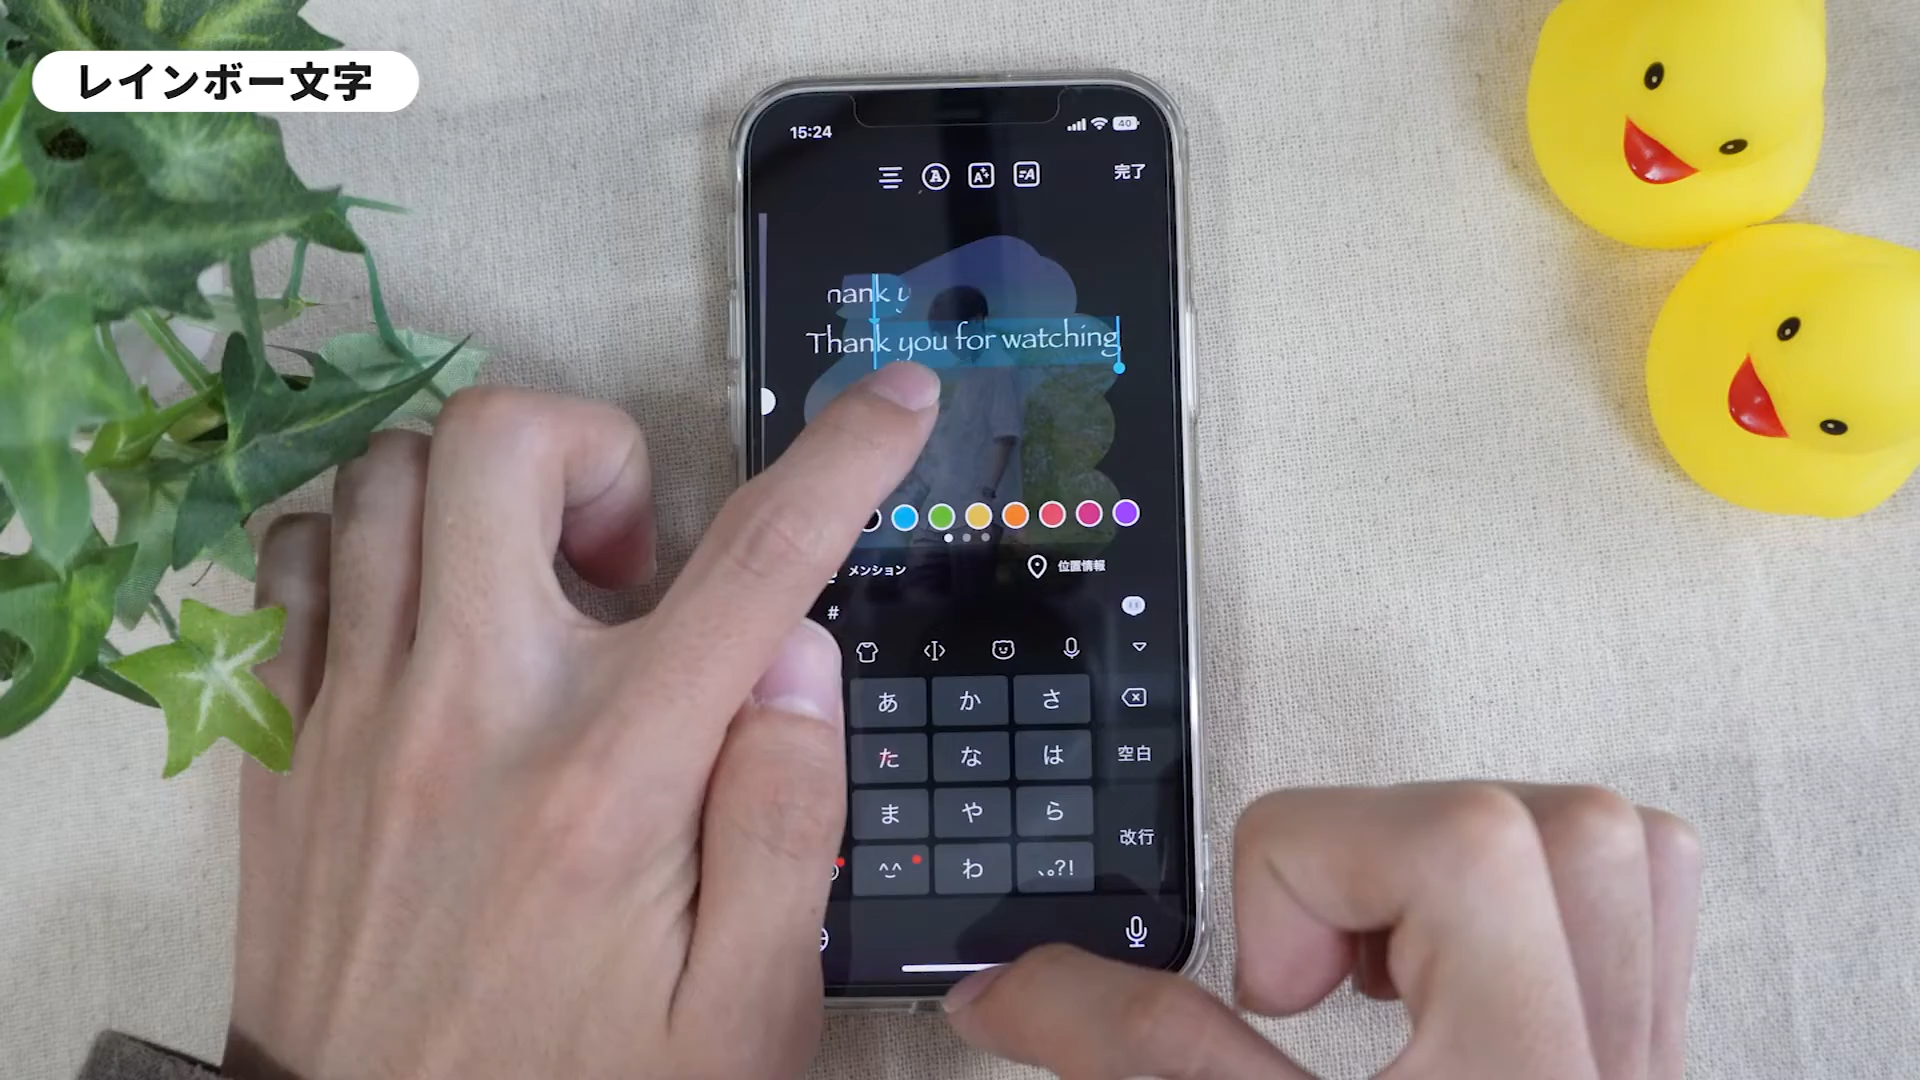 レインボー文字
15:24
40
完了
nank y
Thank you for watching
メンション
位置情報
#
あ か さ
た な は 空白
ま や ら
改行
^_^ わ 、。?!